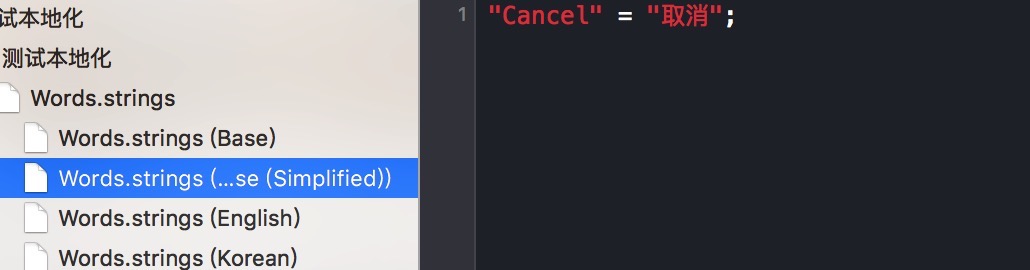 试本地化
测试本地化
Words.strings
Words.strings (Base)
Words.strings (...se (Simplified))
Words.strings (English)
Words.strings (Korean)
1 "Cancel" = "取消";